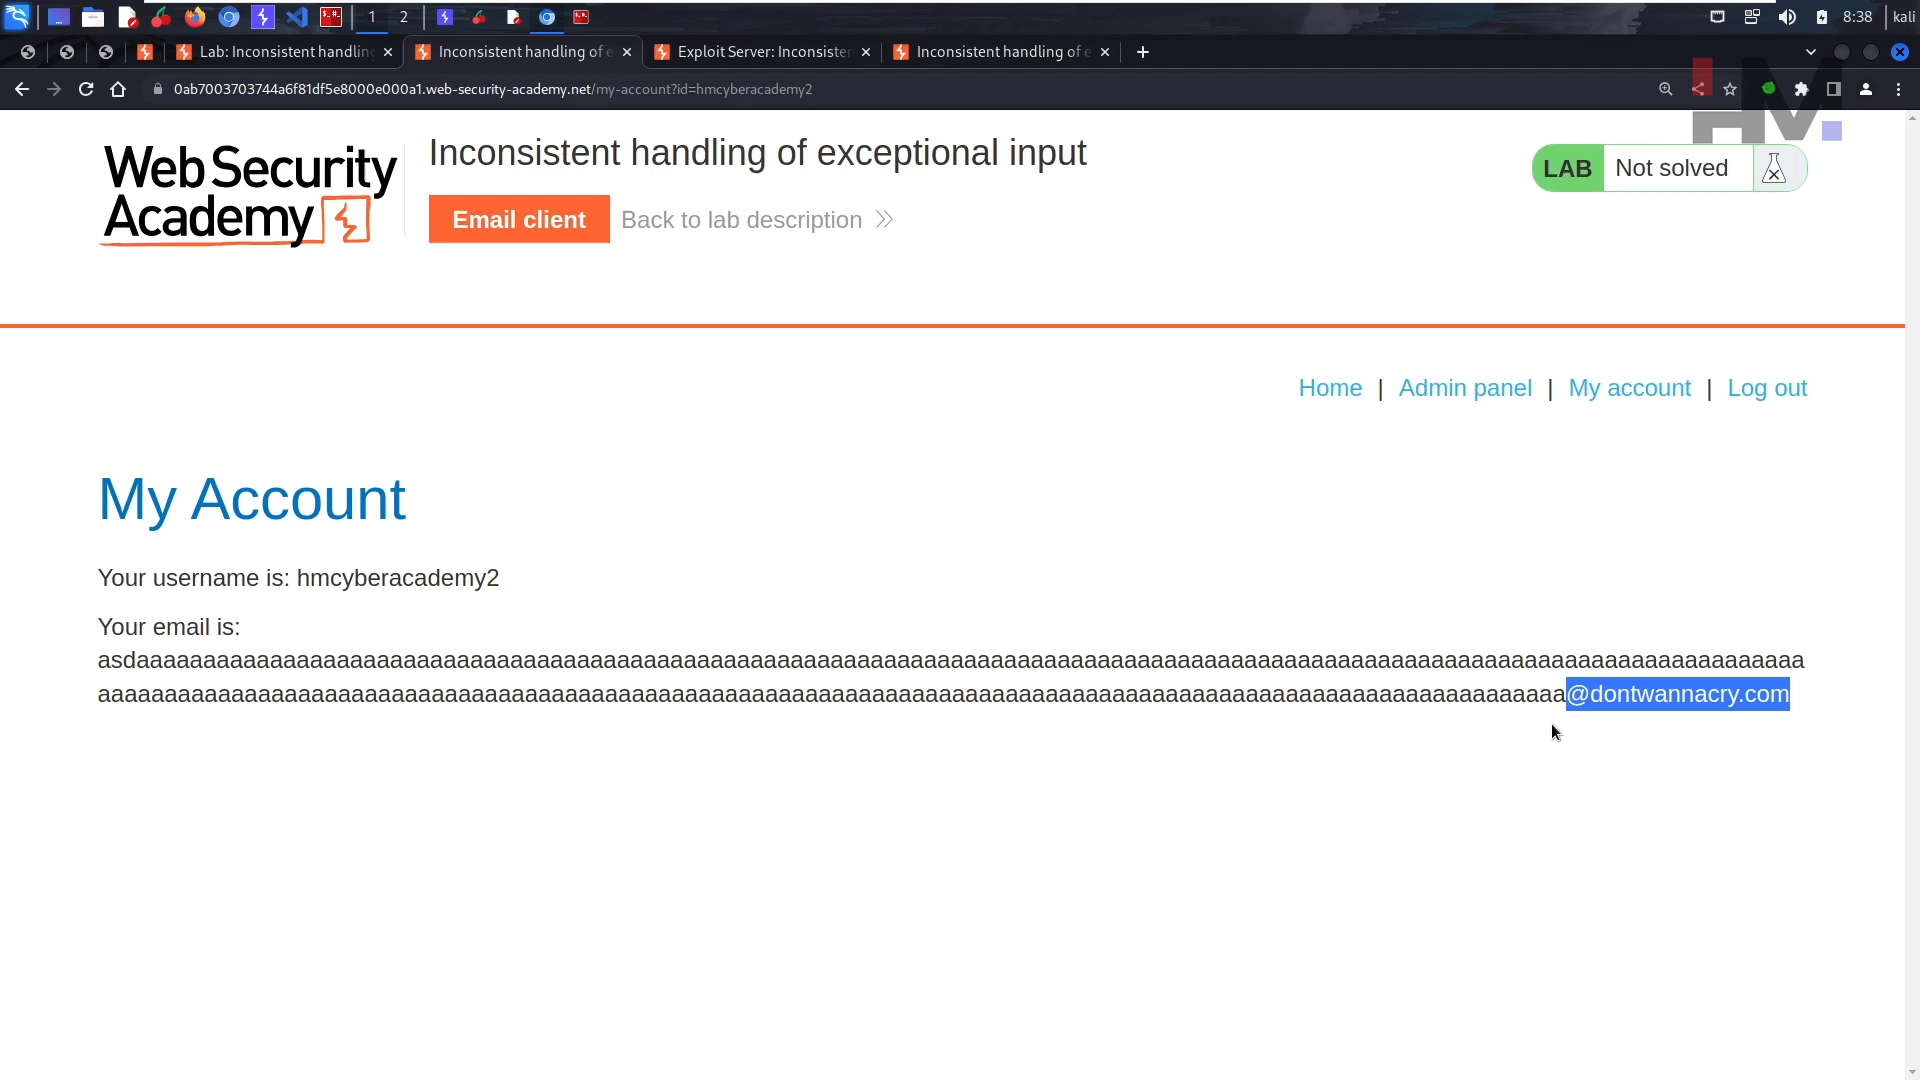 1 2 8:38 kali
Lab: Inconsistent handling Inconsistent handling of e Exploit Server: Inconsisten Inconsistent handling of e
0ab7003703744a6f81df5e8000e000a1.web-security-academy.net/my-account?id=hmcyberacademy2
HM
Web Security
Academy
Inconsistent handling of exceptional input
LAB Not solved
Email client Back to lab description
Home | Admin panel | My account | Log out
My Account
Your username is: hmcyberacademy2
Your email is:
@dontwannacry.com